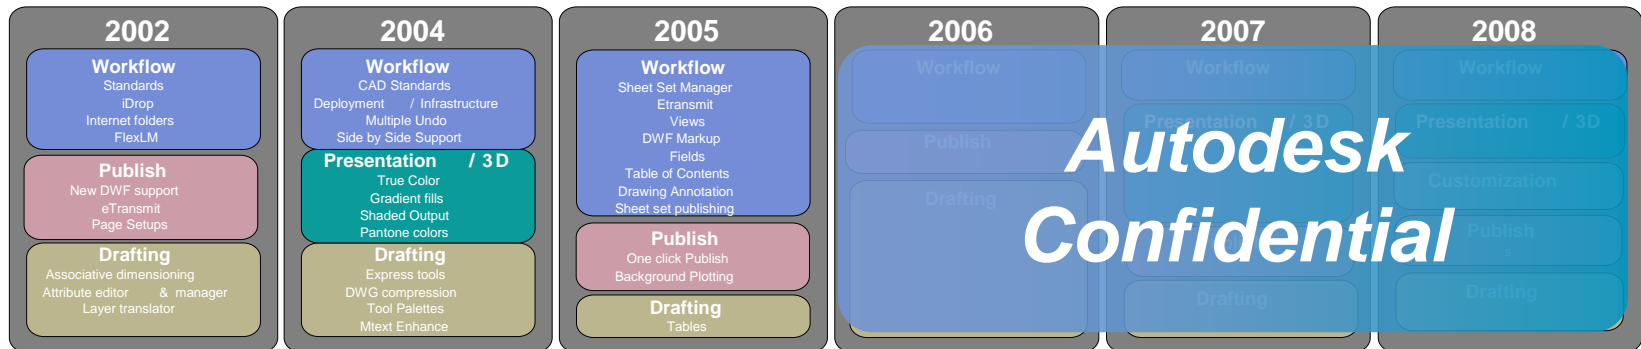 2002
Workflow
Standards
iDrop
Internet folders
FlexLM
Publish
New DWF support
eTransmit
Page Setups
Drafting
Associative dimensioning
Attribute editor & manager
Layer translator
2004
Workflow
CAD Standards
Deployment / Infrastructure
Multiple Undo
Side by Side Support
Presentation / 3D
True Color
Gradient fills
Shaded Output
Pantone colors
Drafting
Express tools
DWG compression
Tool Palettes
Mtext Enhance
2005
Workflow
Sheet Set Manager
Etransmit
Views
DWF Markup
Fields
Table of Contents
Drawing Annotation
Sheet set publishing
Publish
One click Publish
Background Plotting
Drafting
Tables
2006
Workflow
Publish
Drafting
2007
Workflow
Presentation / 3D
Drafting
2008
Workflow
Presentation / 3D
Customization
Publish
s
Drafting
Autodesk
Confidential